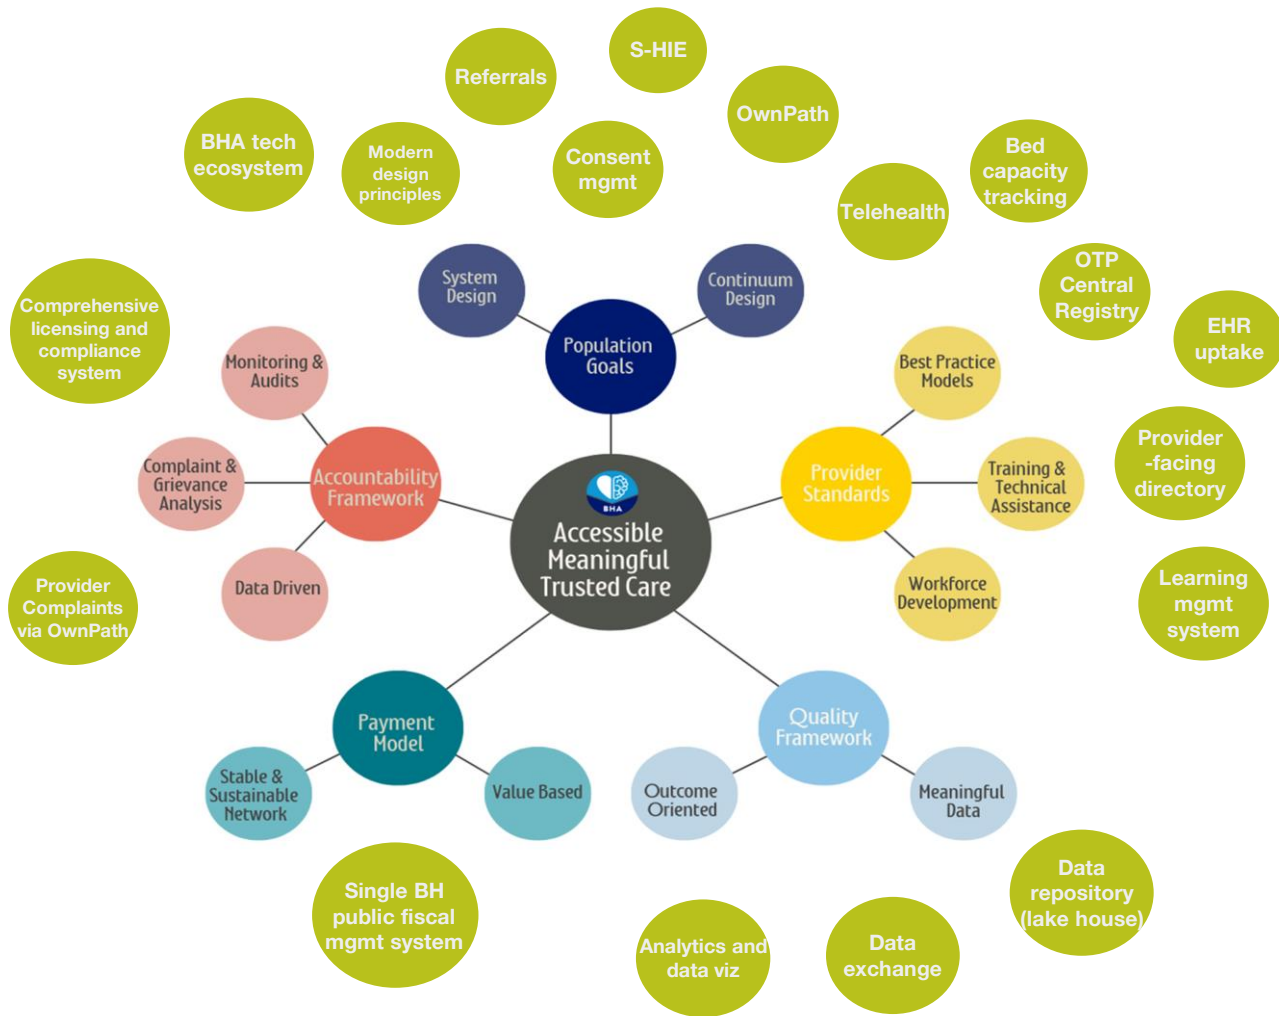 S-HIE
Referrals
OwnPath
BHA tech
ecosystem
Modern
design
principles
Consent
mgmt
Bed
capacity
tracking
Telehealth
System
Design
Continuum
Design
OTP
Central
Registry
Comprehensive
licensing and
compliance
system
Population
Goals
EHR
uptake
Monitoring &
Audits
Best Practice
Models
Complaint &
Grievance
Analysis
Accountability
Framework
Provider
Standards
Training &
Technical
Assistance
Provider
-facing
directory
BHA
Accessible
Meaningful
Trusted Care
Data Driven
Workforce
Development
Provider
Complaints
via OwnPath
Learning
mgmt
system
Payment
Model
Quality
Framework
Stable &
Sustainable
Network
Value Based
Outcome
Oriented
Meaningful
Data
Single BH
public fiscal
mgmt system
Analytics and
data viz
Data
exchange
Data
repository
(lake house)